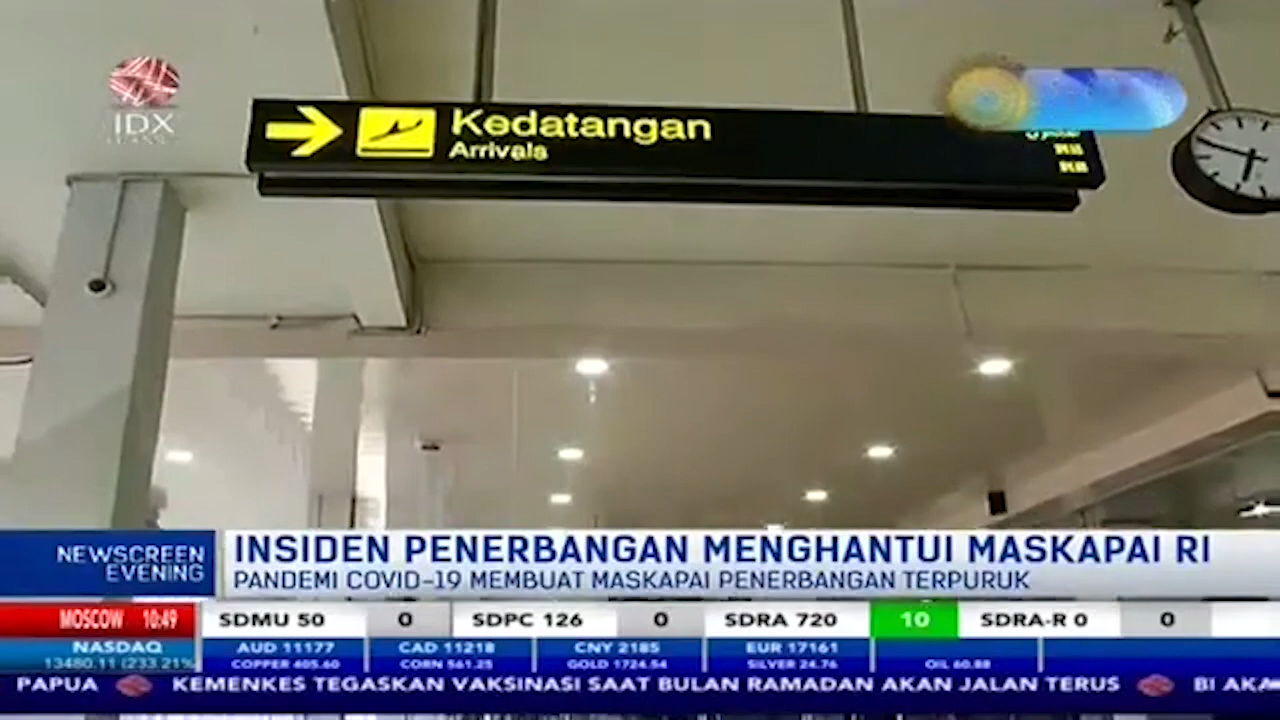 IDX
Kedatangan
Arrivals
NEWSCREEN
EVENING
INSIDEN PENERBANGAN MENGHANTUI MASKAPAI RI
PANDEMI COVID-19 MEMBUAT MASKAPAI PENERBANGAN TERPURUK
MOSCOW 10:49
SDMU 50 0 SDPC 126 0 SDRA 720 10 SDRA-R 0 0
NASDAQ
13480.11 (233.21%
AUD 11177 CAD 11218 CNY 2185 EUR 17161
COPPER 405.60 CORN 561.25 GOLD 1724.54 SILVER 24.76 OIL 60.88
PAPUA KEMENKES TEGASKAN VAKSINASI SAAT BULAN RAMADAN AKAN JALAN TERUS BI AKA